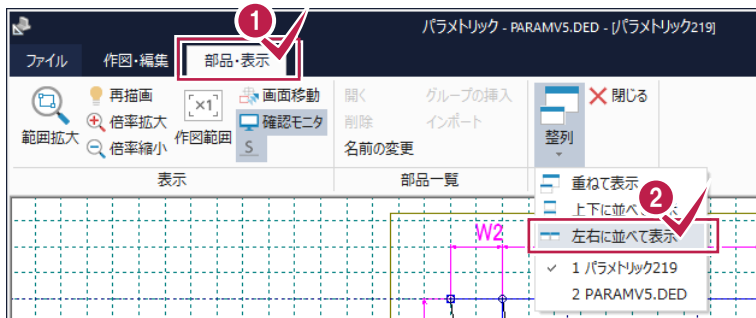 1
パラメトリック - PARAMV5.DED - [パラメトリック219]
ファイル 作図・編集 部品・表示
再描画 画面移動 開く グループの挿入 閉じる
倍率拡大 確認モニタ 削除 インポート
範囲拡大 倍率縮小 ×1 作図範囲 S 名前の変更 整列
表示 部品一覧
重ねて表示
2
上下に並べ
左右に並べて表示
W2
1 パラメトリック219
2 PARAMV5.DED